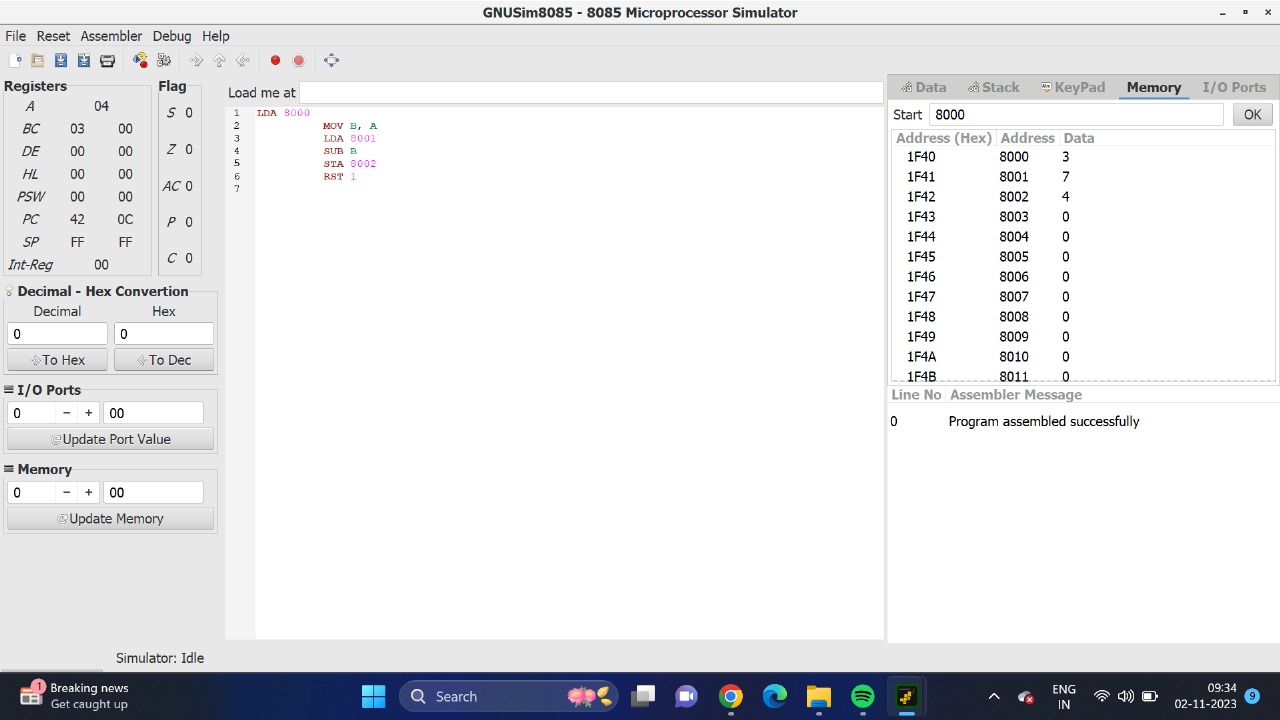 GNUSim8085 - 8085 Microprocessor Simulator
File Reset Assembler Debug Help
Registers Flag
A 04
BC 03 00
DE 00 00
HL 00 00
PSW 00 00
PC 42 0C
SP FF FF
Int-Reg 00
S 0
Z 0
AC 0
P 0
C 0
Decimal - Hex Convertion
Decimal Hex
0 0
To Hex To Dec
I/O Ports
0 − + 00
Update Port Value
Memory
0 − + 00
Update Memory
Load me at
1 LDA 8000
2 MOV B, A
3 LDA 8001
4 SUB B
5 STA 8002
6 RST 1
7
Data Stack KeyPad Memory I/O Ports
Start 8000 OK
Address (Hex) Address Data
1F40 8000 3
1F41 8001 7
1F42 8002 4
1F43 8003 0
1F44 8004 0
1F45 8005 0
1F46 8006 0
1F47 8007 0
1F48 8008 0
1F49 8009 0
1F4A 8010 0
1F4B 8011 0
Line No Assembler Message
0 Program assembled successfully
Simulator: Idle
1 Breaking news
Get caught up
Search
ENG
IN
09:34
02-11-2023
9